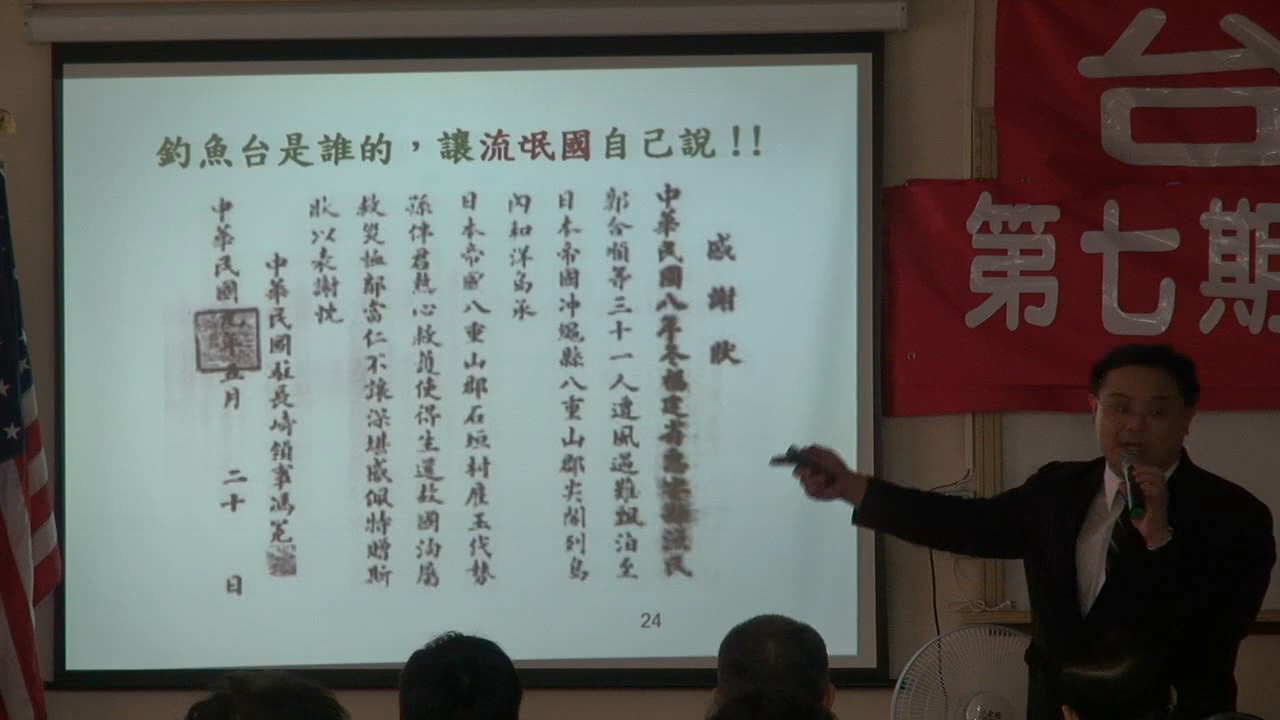 釣魚台是誰的，讓流氓國自己說！！
感謝狀
中華民國八年冬福建省惠安縣漁民
郭合順等三十一人遭風遇難飄泊至
日本帝國沖繩縣八重山郡尖閣列島
內和洋島承
日本帝國八重山郡石垣村雇玉代勢
孫伴君熱心救護使得生還故國洵屬
救災恤鄰當仁不讓深堪感佩特贈斯
狀以表謝忱
中華民國駐長崎領事馮冕
中華民國九年五月二十日
24
台
第七期